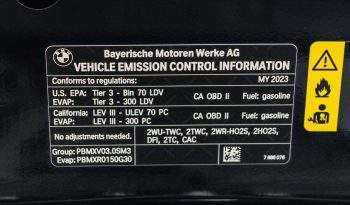 Bayerische Motoren Werke AG
VEHICLE EMISSION CONTROL INFORMATION
Conforms to regulations: MY 2023
U.S. EPA: Tier 3 - Bin 70 LDV CA OBD II Fuel: gasoline
EVAP: Tier 3 - 300 LDV
California: LEV III - ULEV 70 PC CA OBD II Fuel: gasoline
EVAP: LEV III - 300 PC
No adjustments needed. 2WU-TWC, 2TWC, 2WR-HO2S, 2HO2S,
DFI, 2TC, CAC
Group: PBMXV03.0SM3
Evap: PBMXR0150G30 7 888 076